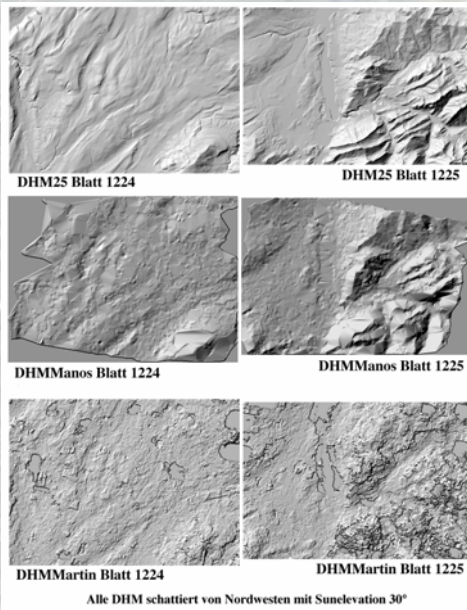 DHM25 Blatt 1224
DHM25 Blatt 1225
DHMManos Blatt 1224
DHMManos Blatt 1225
DHMMartin Blatt 1224
DHMMartin Blatt 1225
Alle DHM schattiert von Nordwesten mit Sunelevation 30°